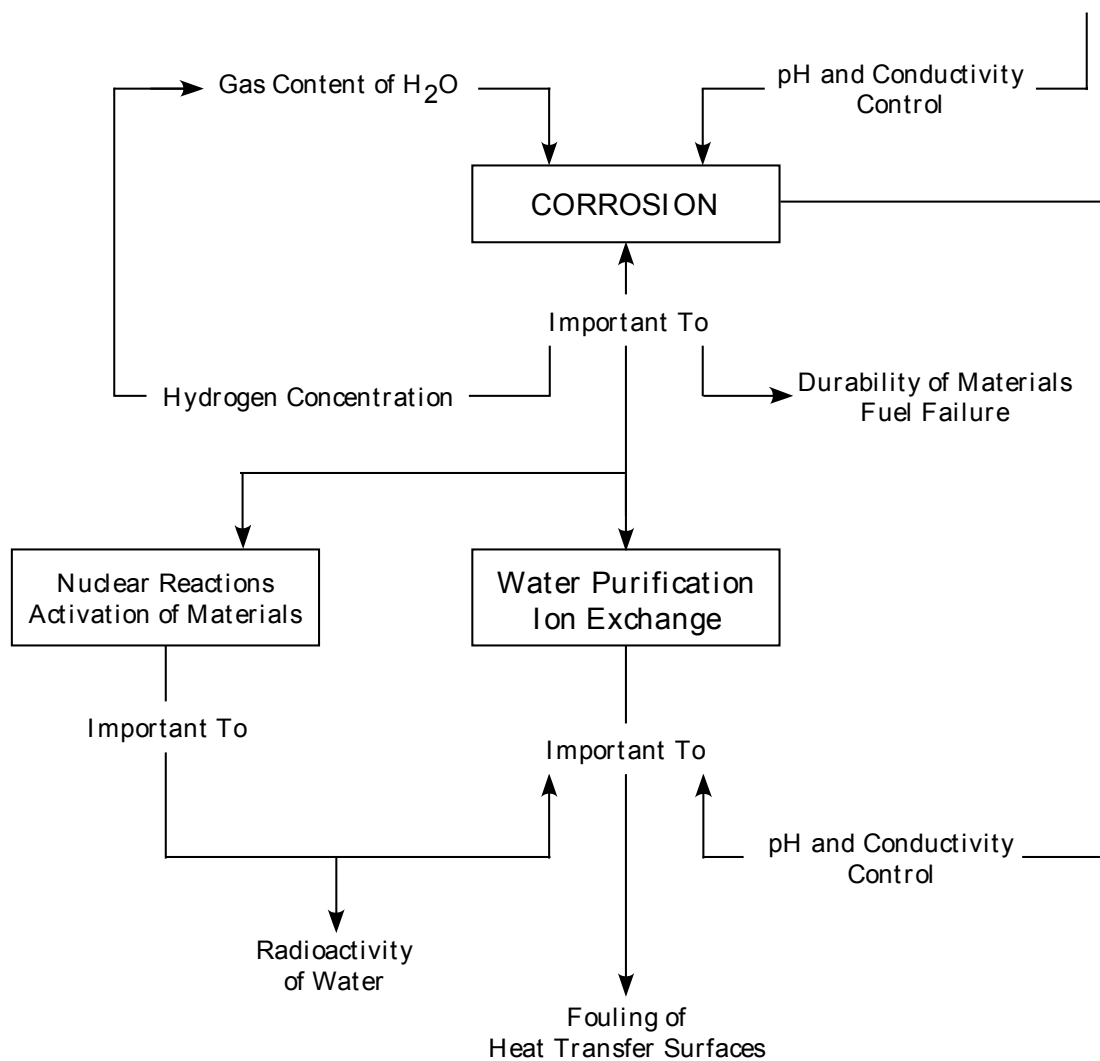 Gas Content of H2O
pH and Conductivity
Control
CORROSION
Important To
Hydrogen Concentration
Durability of Materials
Fuel Failure
Nuclear Reactions
Activation of Materials
Water Purification
Ion Exchange
Important To
Important To
pH and Conductivity
Control
Radioactivity
of Water
Fouling of
Heat Transfer Surfaces